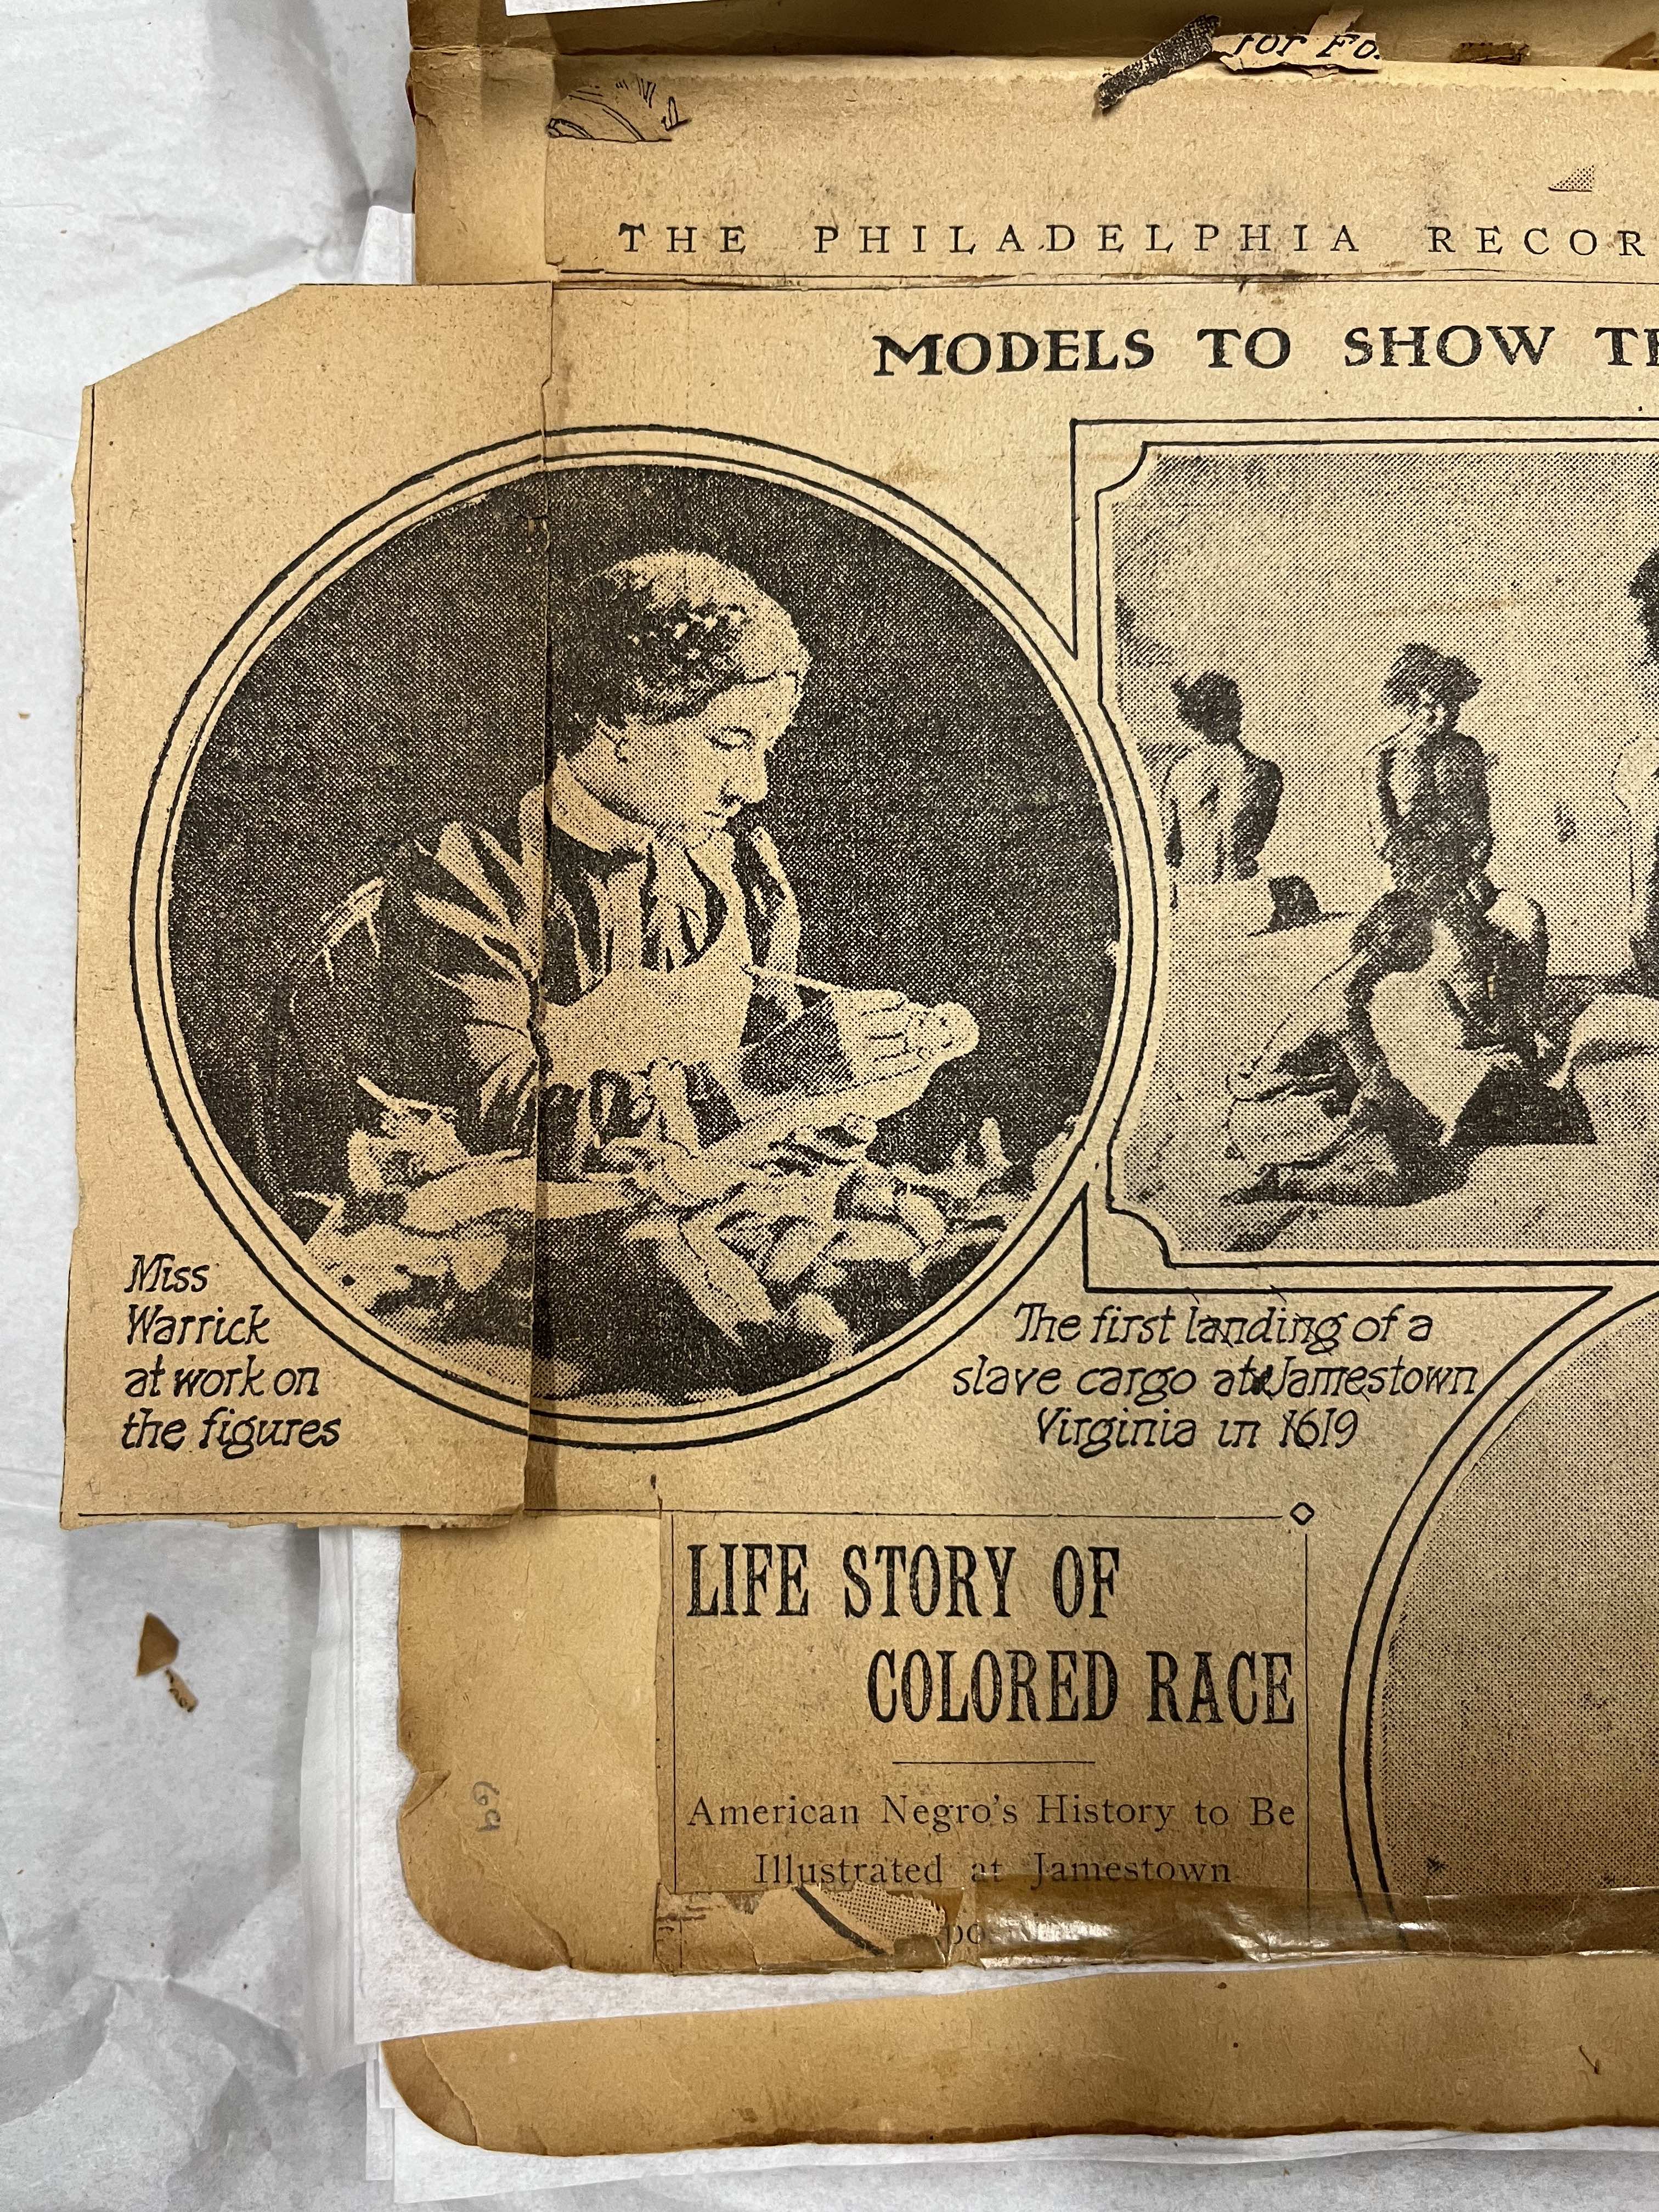 for Fo
THE PHILADELPHIA RECOR
MODELS TO SHOW
Miss
Warrick
at work on
the figures
The first landing of a
slave cargo at Jamestown
Virginia in 1619
LIFE STORY OF
COLORED RACE
American Negro's History to Be
Illustrated at Jamestown
69